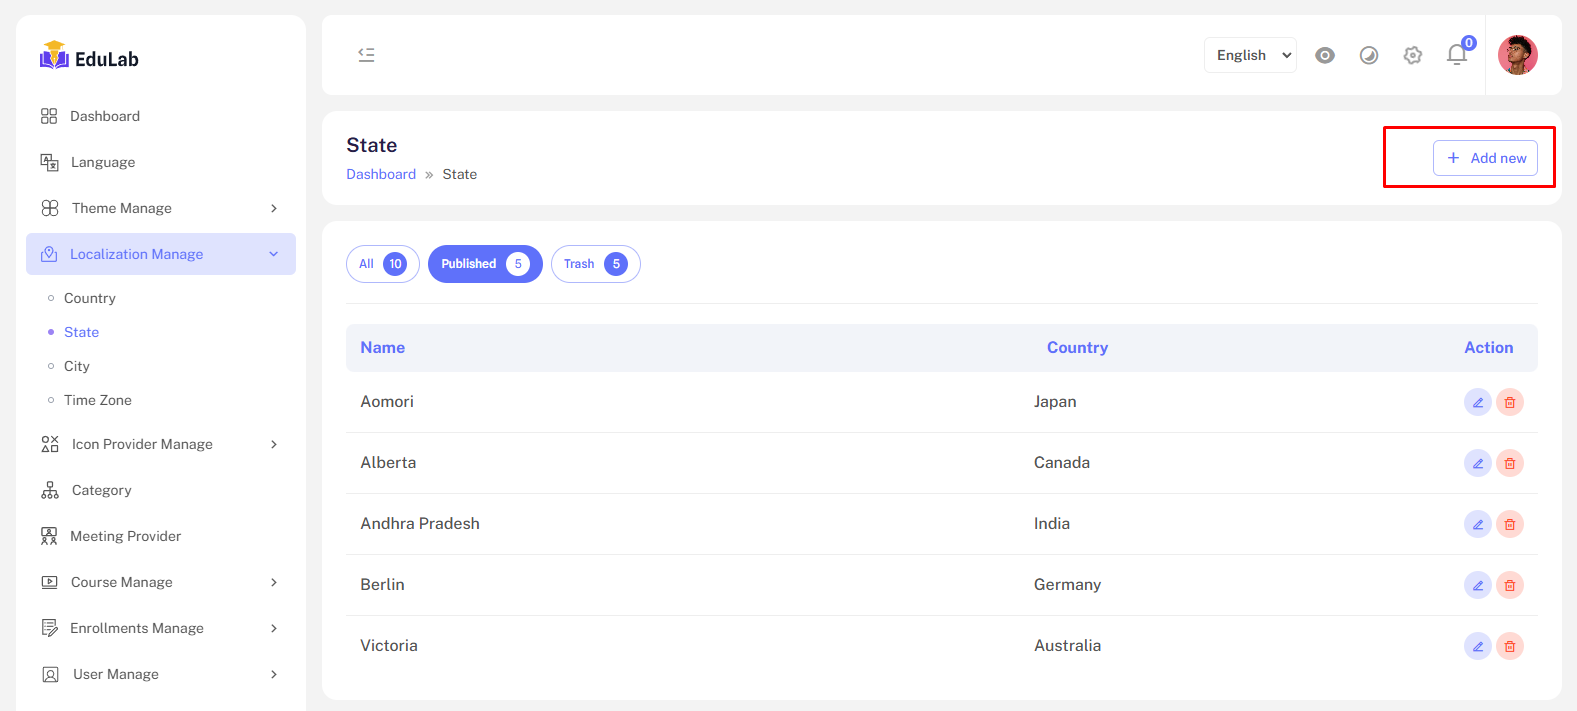 EduLab
Dashboard
Language
Theme Manage
Localization Manage
Country
State
City
Time Zone
Icon Provider Manage
Category
Meeting Provider
Course Manage
Enrollments Manage
User Manage
English
0
State
Dashboard » State
+ Add new
All 10 Published 5 Trash 5
Name Country Action
Aomori Japan
Alberta Canada
Andhra Pradesh India
Berlin Germany
Victoria Australia